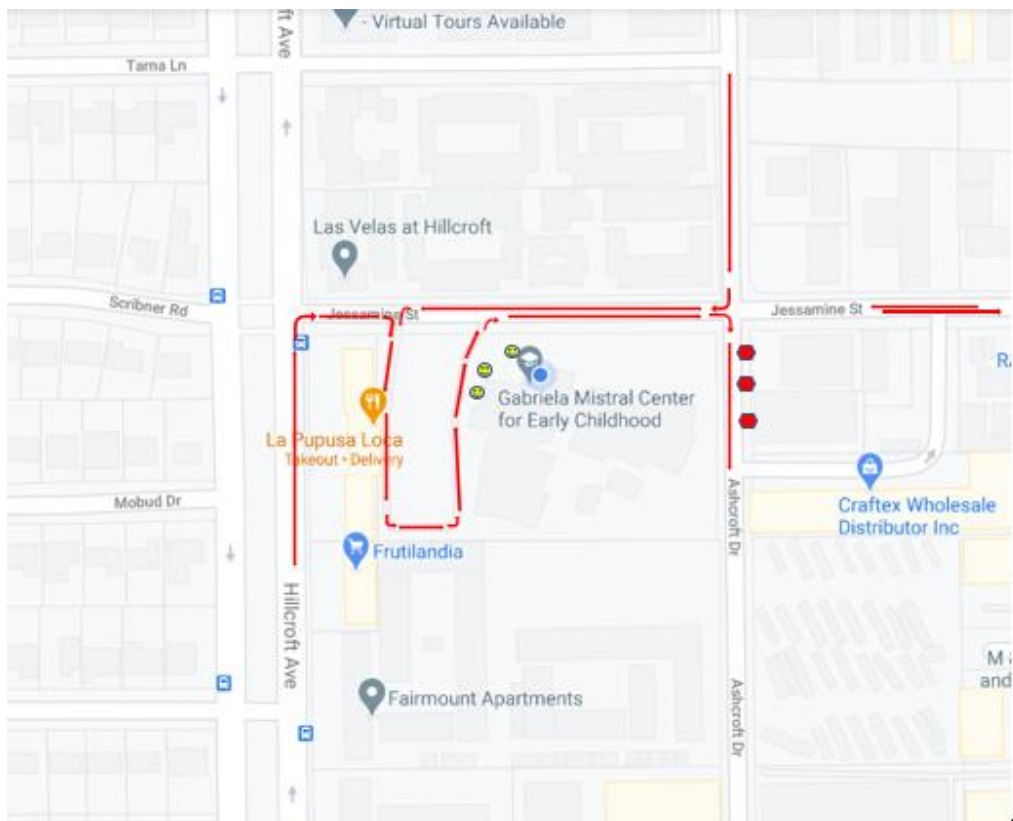 ft Ave
- Virtual Tours Available
Tarna Ln
Las Velas at Hillcroft
Scribner Rd
Jessamine St
Jessamine St
Gabriela Mistral Center
for Early Childhood
La Pupusa Loca
Takeout • Delivery
Mobud Dr
Ashcroft Dr
Craftex Wholesale
Distributor Inc
Frutilandia
Hillcroft Ave
Fairmount Apartments
Ashcroft Dr
M
and